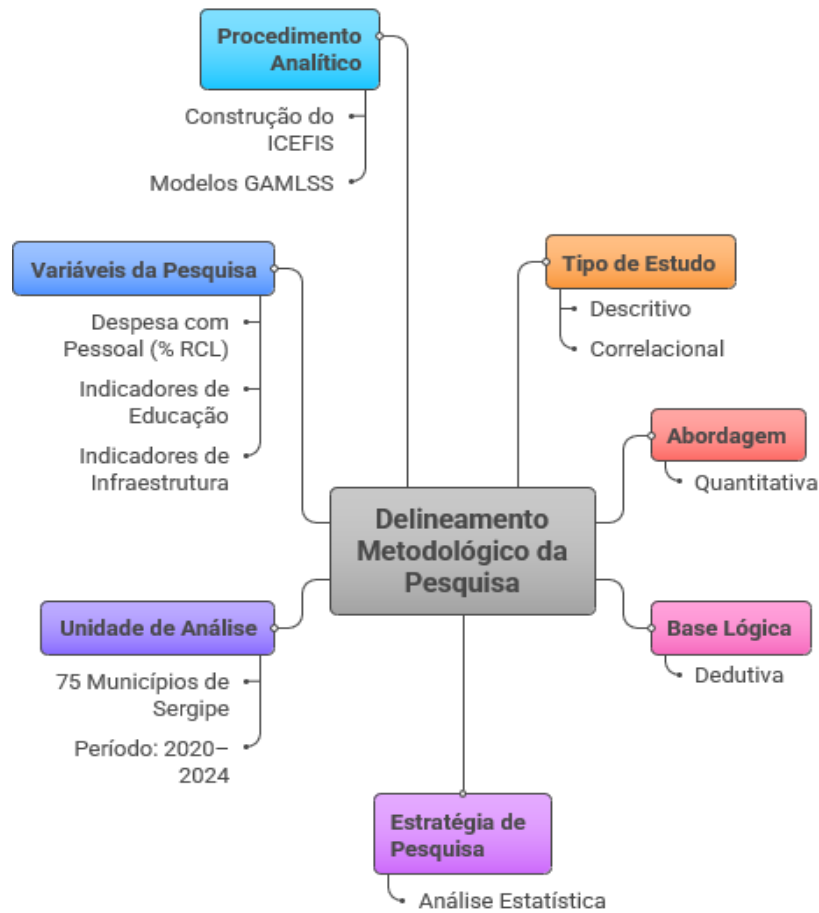 Procedimento
Analítico
Construção do
ICEFIS
Modelos GAMLSS
Variáveis da Pesquisa
Despesa com
Pessoal (% RCL)
Indicadores de
Educação
Indicadores de
Infraestrutura
Tipo de Estudo
Descritivo
Correlacional
Abordagem
Quantitativa
Delineamento
Metodológico da
Pesquisa
Unidade de Análise
75 Municípios de
Sergipe
Período: 2020–
2024
Base Lógica
Dedutiva
Estratégia de
Pesquisa
Análise Estatística